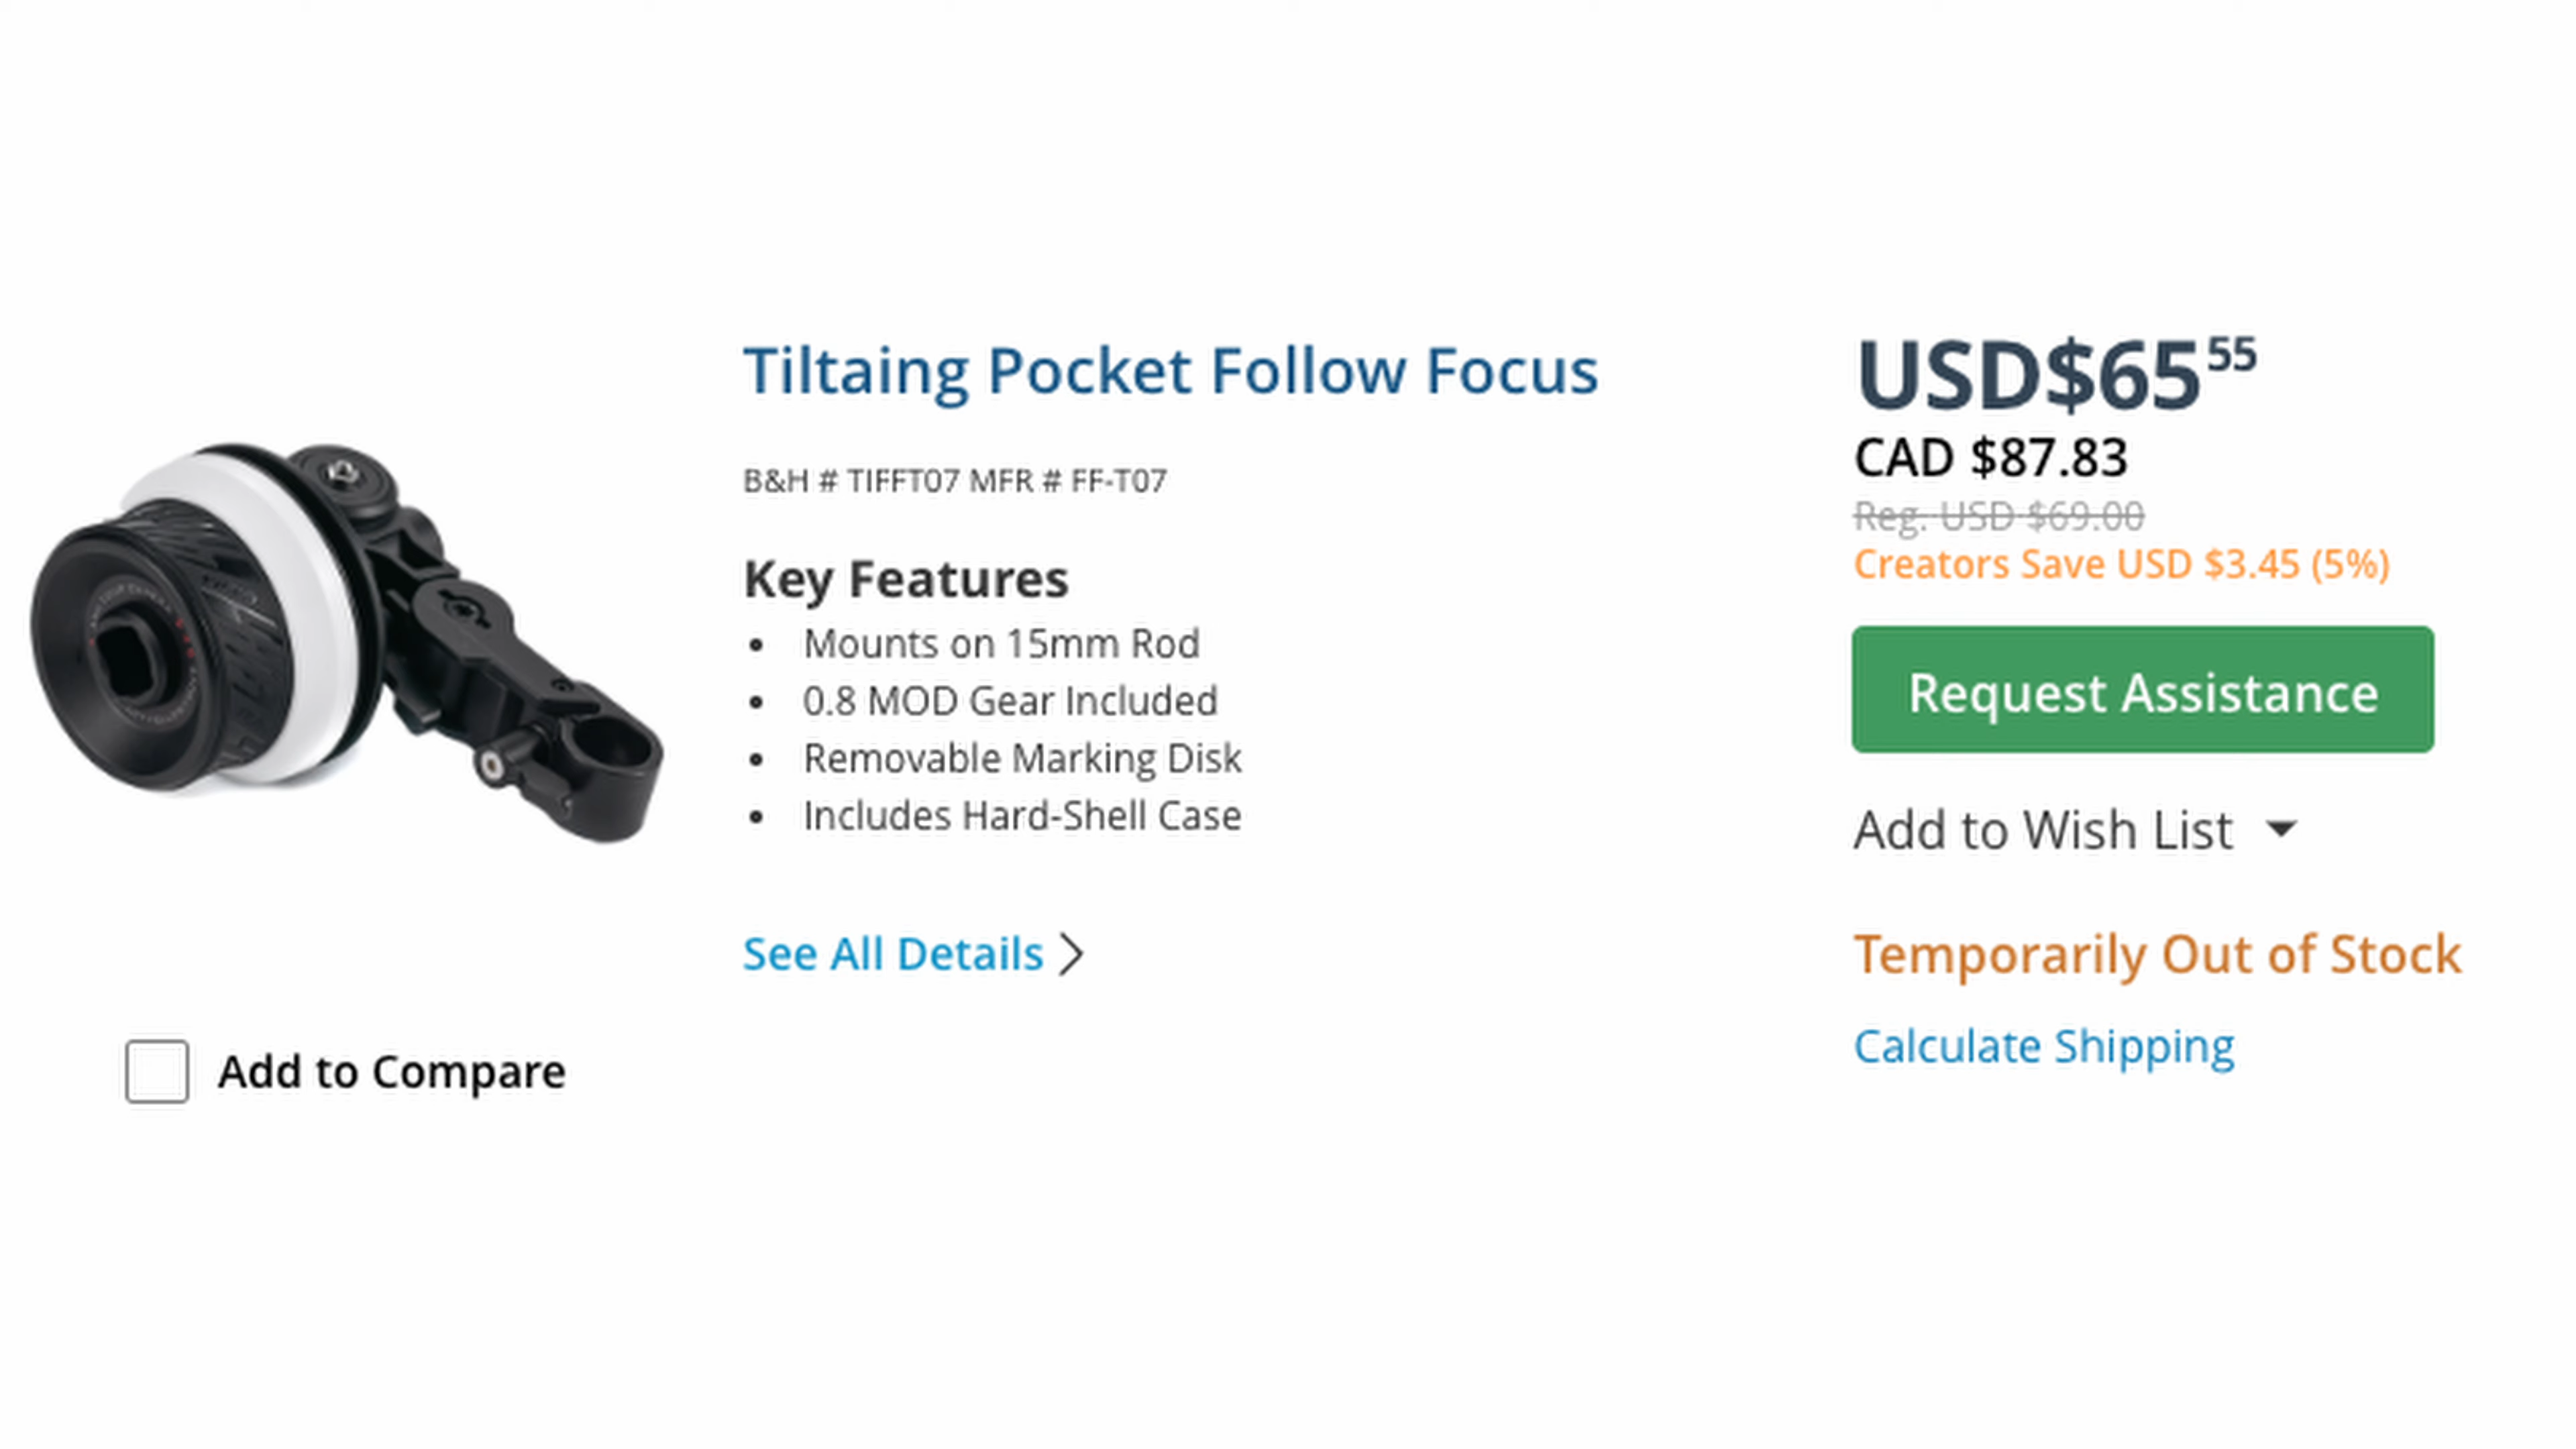 Tiltaing Pocket Follow Focus
B&H # TIFFT07 MFR # FF-T07
Key Features
• Mounts on 15mm Rod
• 0.8 MOD Gear Included
• Removable Marking Disk
• Includes Hard-Shell Case
See All Details
Add to Compare
USD$65 55
CAD $87.83
Reg. USD $69.00
Creators Save USD $3.45 (5%)
Request Assistance
Add to Wish List
Temporarily Out of Stock
Calculate Shipping